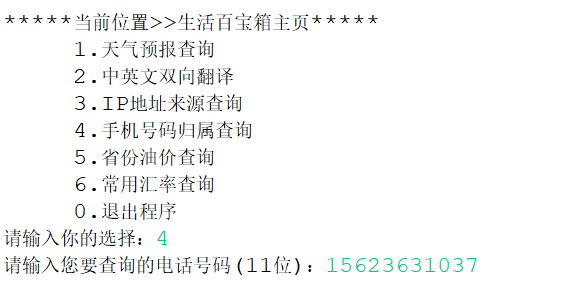 *****当前位置>>生活百宝箱主页*****
1.天气预报查询
2.中英文双向翻译
3.IP地址来源查询
4.手机号码归属查询
5.省份油价查询
6.常用汇率查询
0.退出程序
请输入你的选择：4
请输入您要查询的电话号码(11位)：15623631037